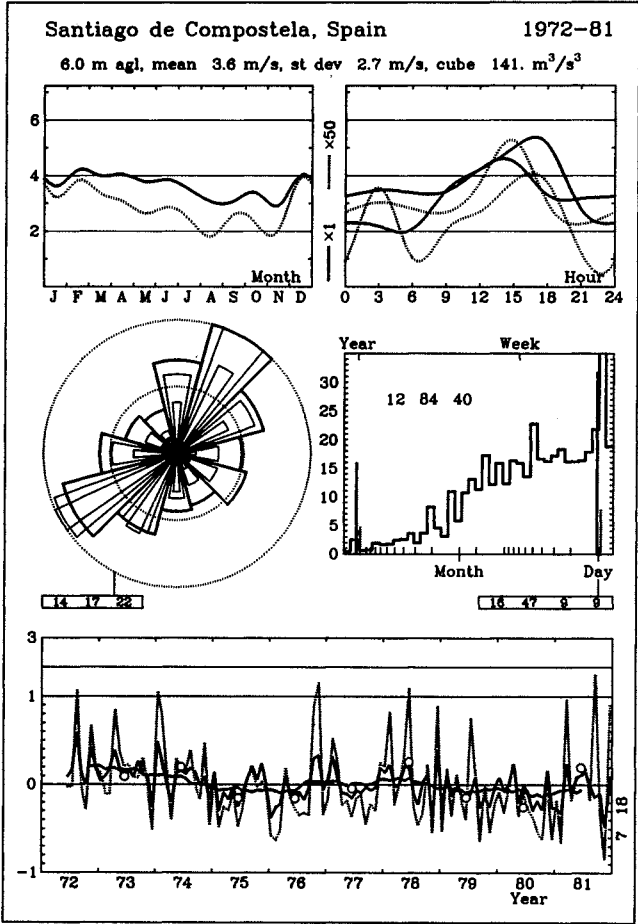 Santiago de Compostela, Spain 1972-81
6.0 m agl, mean 3.6 m/s, st dev 2.7 m/s, cube 141. m³/s³
6
4
2
J F M A M J J A S O N D
Month
×1 ×50
0 3 6 9 12 15 18 21 24
Hour
Year Week
12 84 40
30
25
20
15
10
5
0
Month Day
14 17 22
16 47 9 9
3
1
0
-1
72 73 74 75 76 77 78 79 80 81
Year
7 18